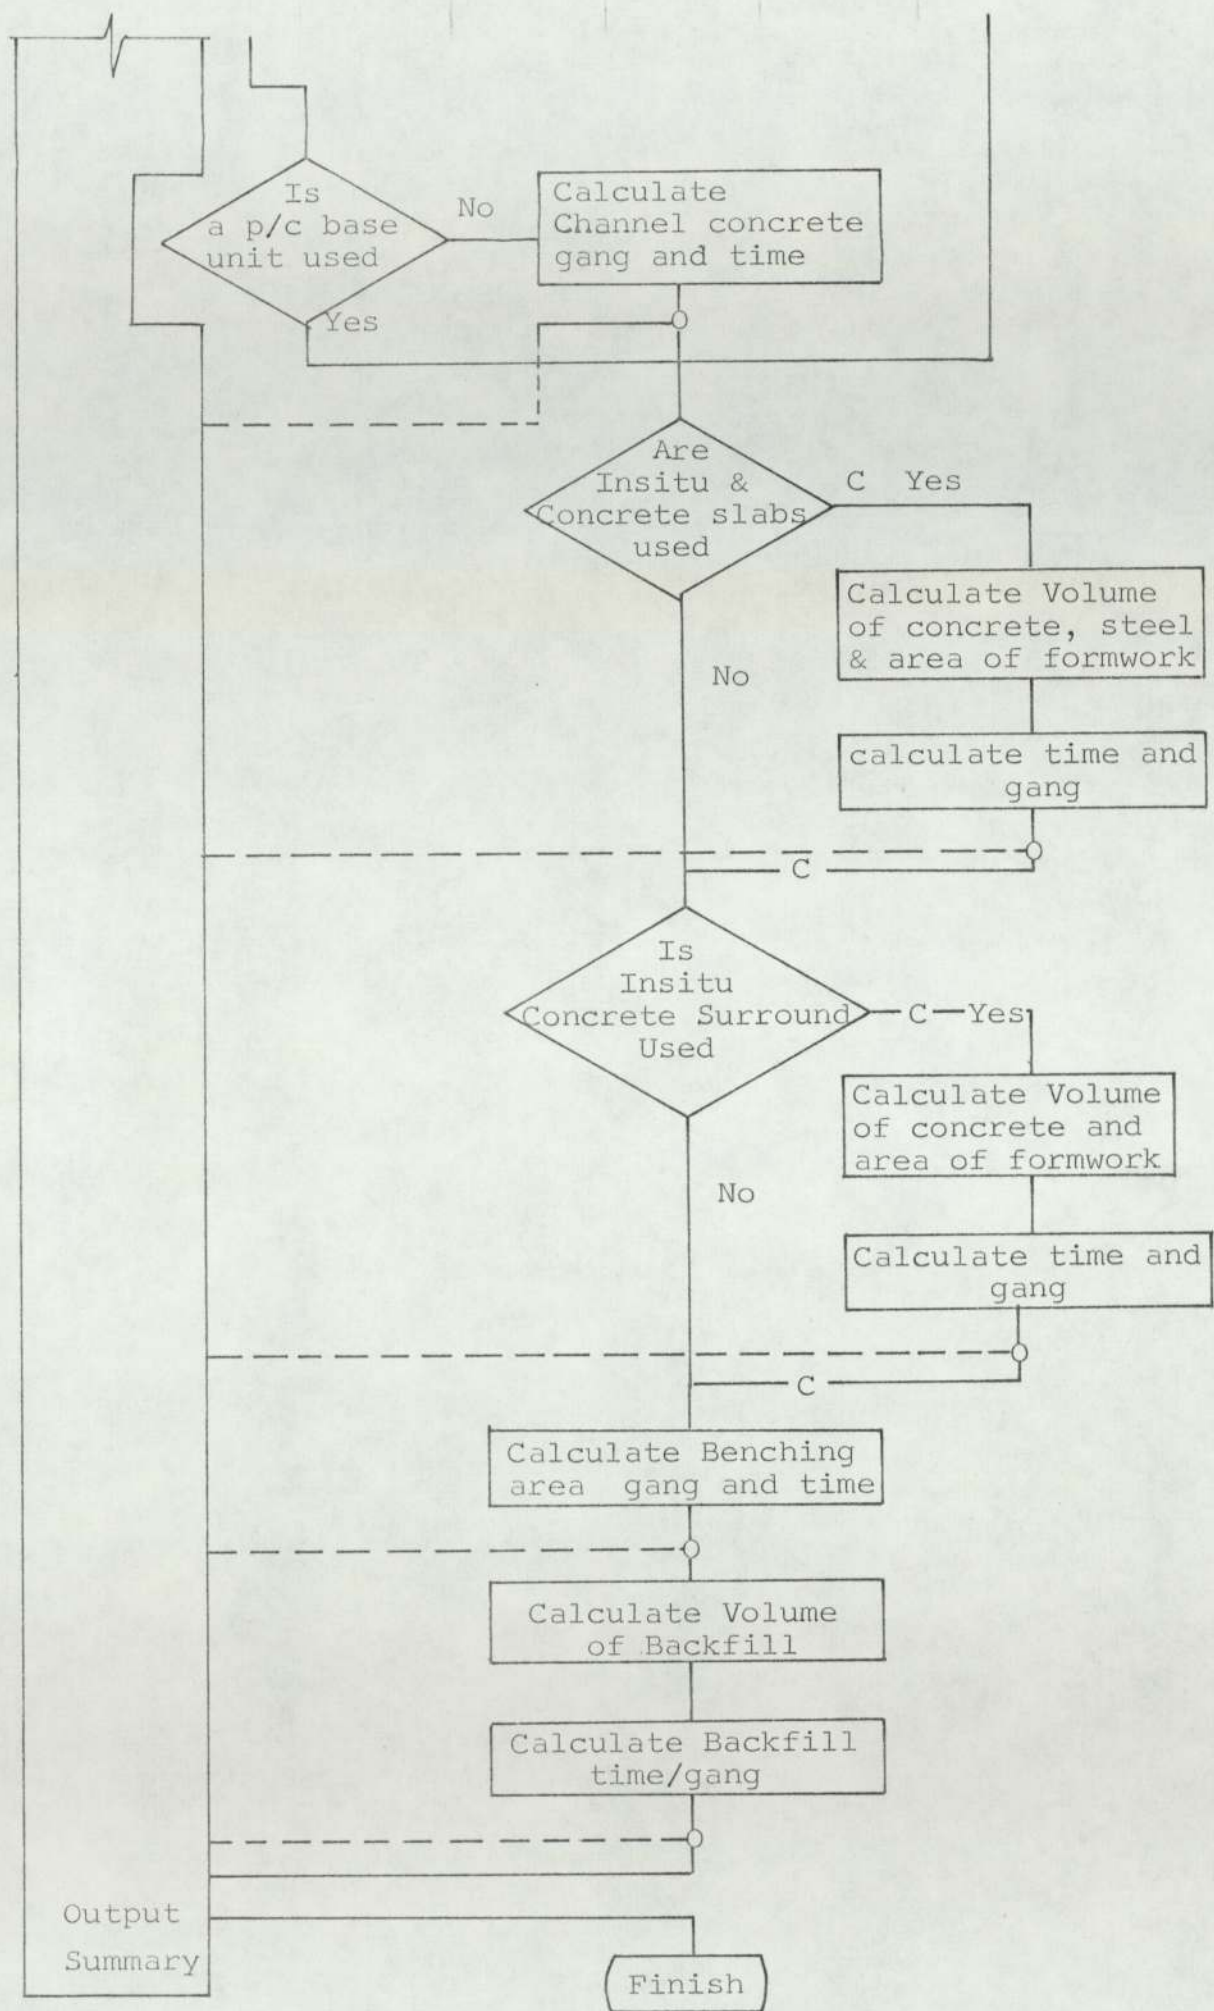 Is
a p/c base
unit used
No
Calculate
Channel concrete
gang and time
Yes
Are
Insitu &
Concrete slabs
used
C Yes
Calculate Volume
of concrete, steel
& area of formwork
No
calculate time and
gang
C
Is
Insitu
Concrete Surround
Used
C Yes
Calculate Volume
of concrete and
area of formwork
No
Calculate time and
gang
C
Calculate Benching
area gang and time
Calculate Volume
of Backfill
Calculate Backfill
time/gang
Output
Summary
Finish